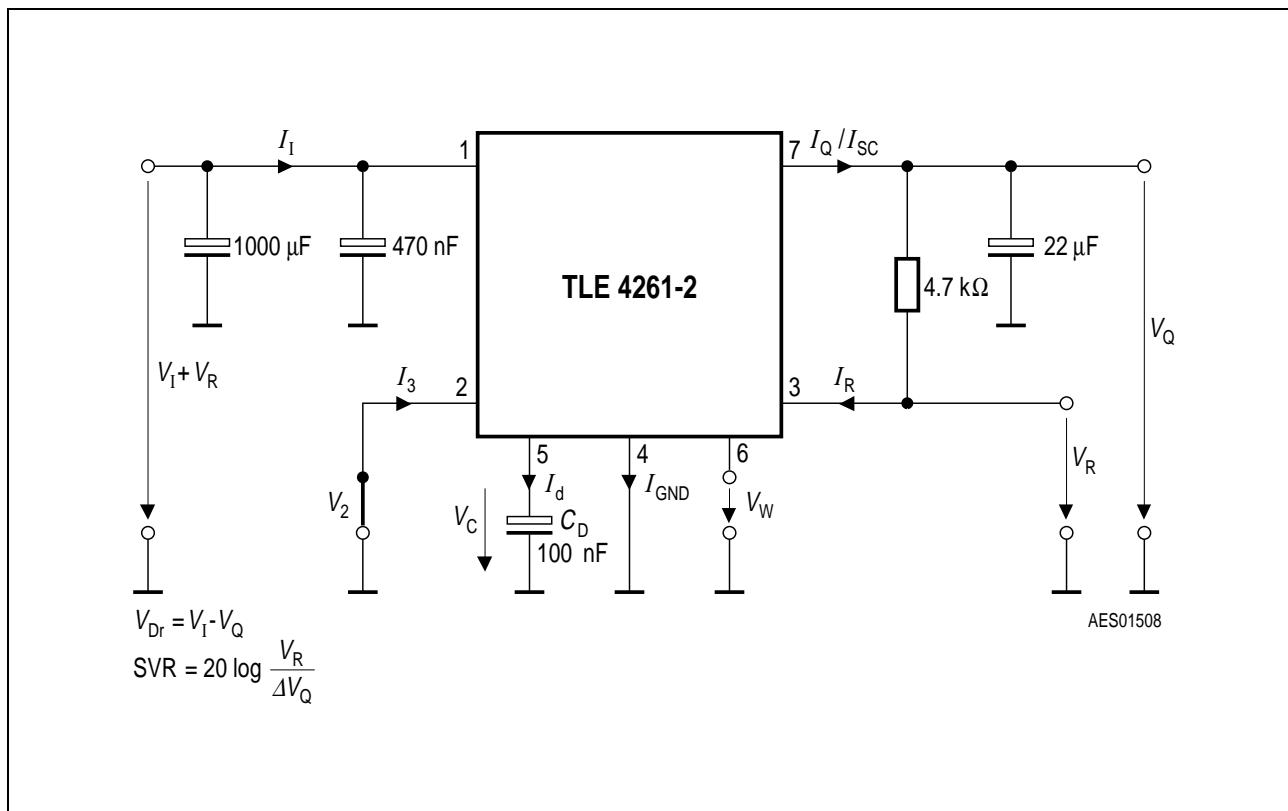 I_I
1
7
I_Q / I_SC
1000 µF
470 nF
TLE 4261-2
4.7 kΩ
22 µF
V_I + V_R
V_Q
I_3
2
3
I_R
5
4
6
V_2
V_C
I_d
I_GND
V_W
V_R
C_D
100 nF
V_Dr = V_I - V_Q
AES01508
SVR = 20 log V_R / ΔV_Q